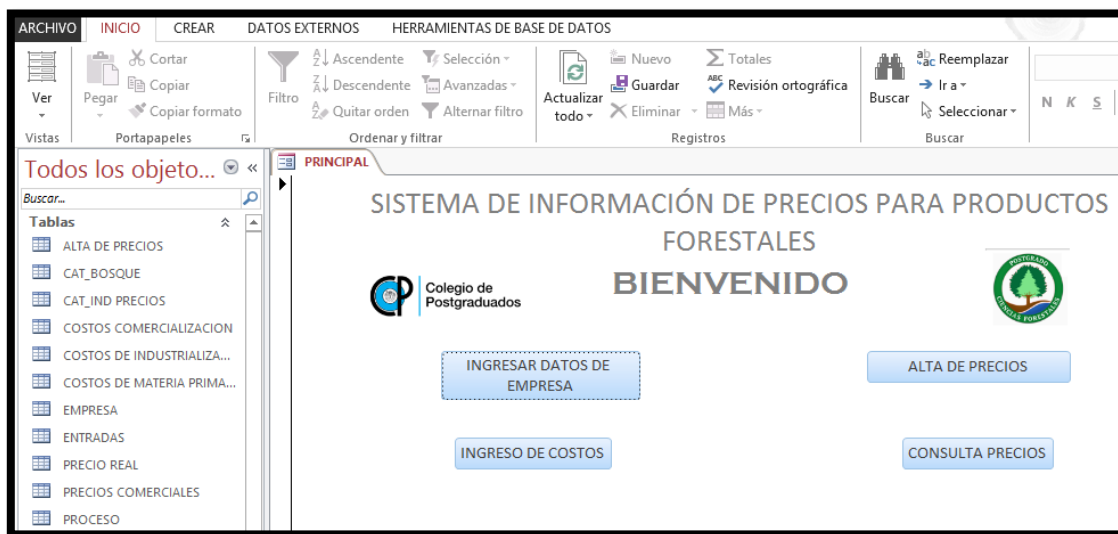 ARCHIVO INICIO CREAR DATOS EXTERNOS HERRAMIENTAS DE BASE DE DATOS
Ver
Vistas
Pegar
Cortar
Copiar
Copiar formato
Portapapeles
Filtro
Ascendente
Descendente
Quitar orden
Selección
Avanzadas
Alternar filtro
Ordenar y filtrar
Actualizar
todo
Nuevo
Guardar
Eliminar
Totales
Revisión ortográfica
Más
Registros
Buscar
Reemplazar
Ir a
Seleccionar
Buscar
N K S
Todos los objeto...
Buscar...
Tablas
ALTA DE PRECIOS
CAT_BOSQUE
CAT_IND PRECIOS
COSTOS COMERCIALIZACION
COSTOS DE INDUSTRIALIZA...
COSTOS DE MATERIA PRIMA...
EMPRESA
ENTRADAS
PRECIO REAL
PRECIOS COMERCIALES
PROCESO
PRINCIPAL
SISTEMA DE INFORMACIÓN DE PRECIOS PARA PRODUCTOS
FORESTALES
BIENVENIDO
CP
Colegio de
Postgraduados
POSTGRADO
CIENCIAS FORESTALES
INGRESAR DATOS DE
EMPRESA
ALTA DE PRECIOS
INGRESO DE COSTOS
CONSULTA PRECIOS